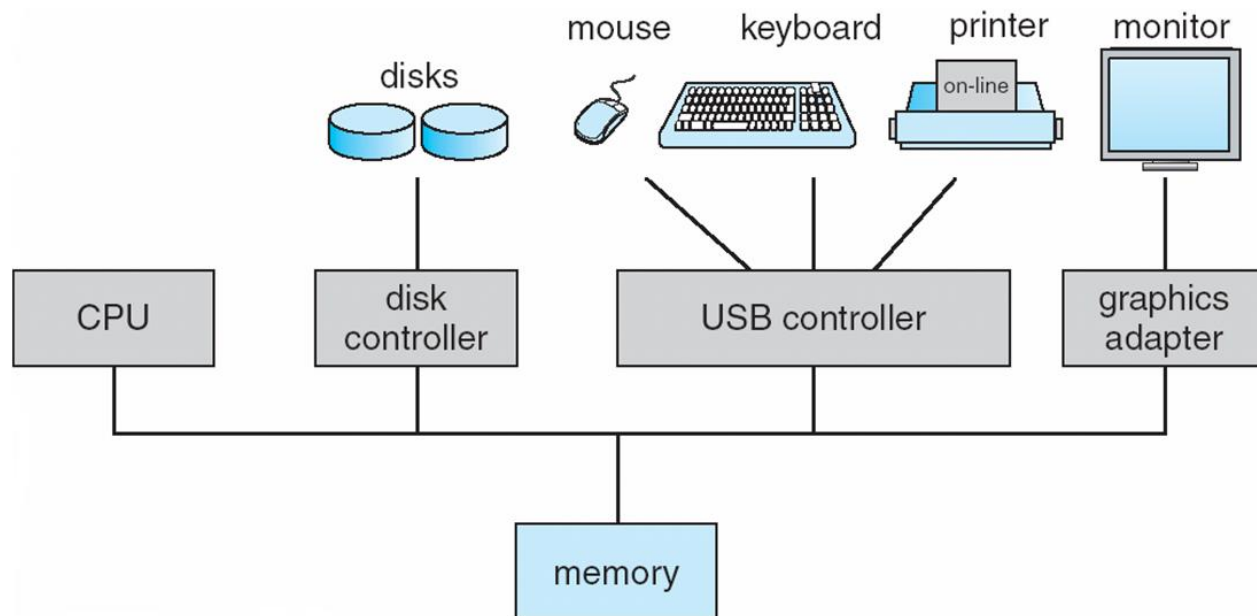 mouse
keyboard
printer
monitor
disks
on-line
CPU
disk
controller
USB controller
graphics
adapter
memory